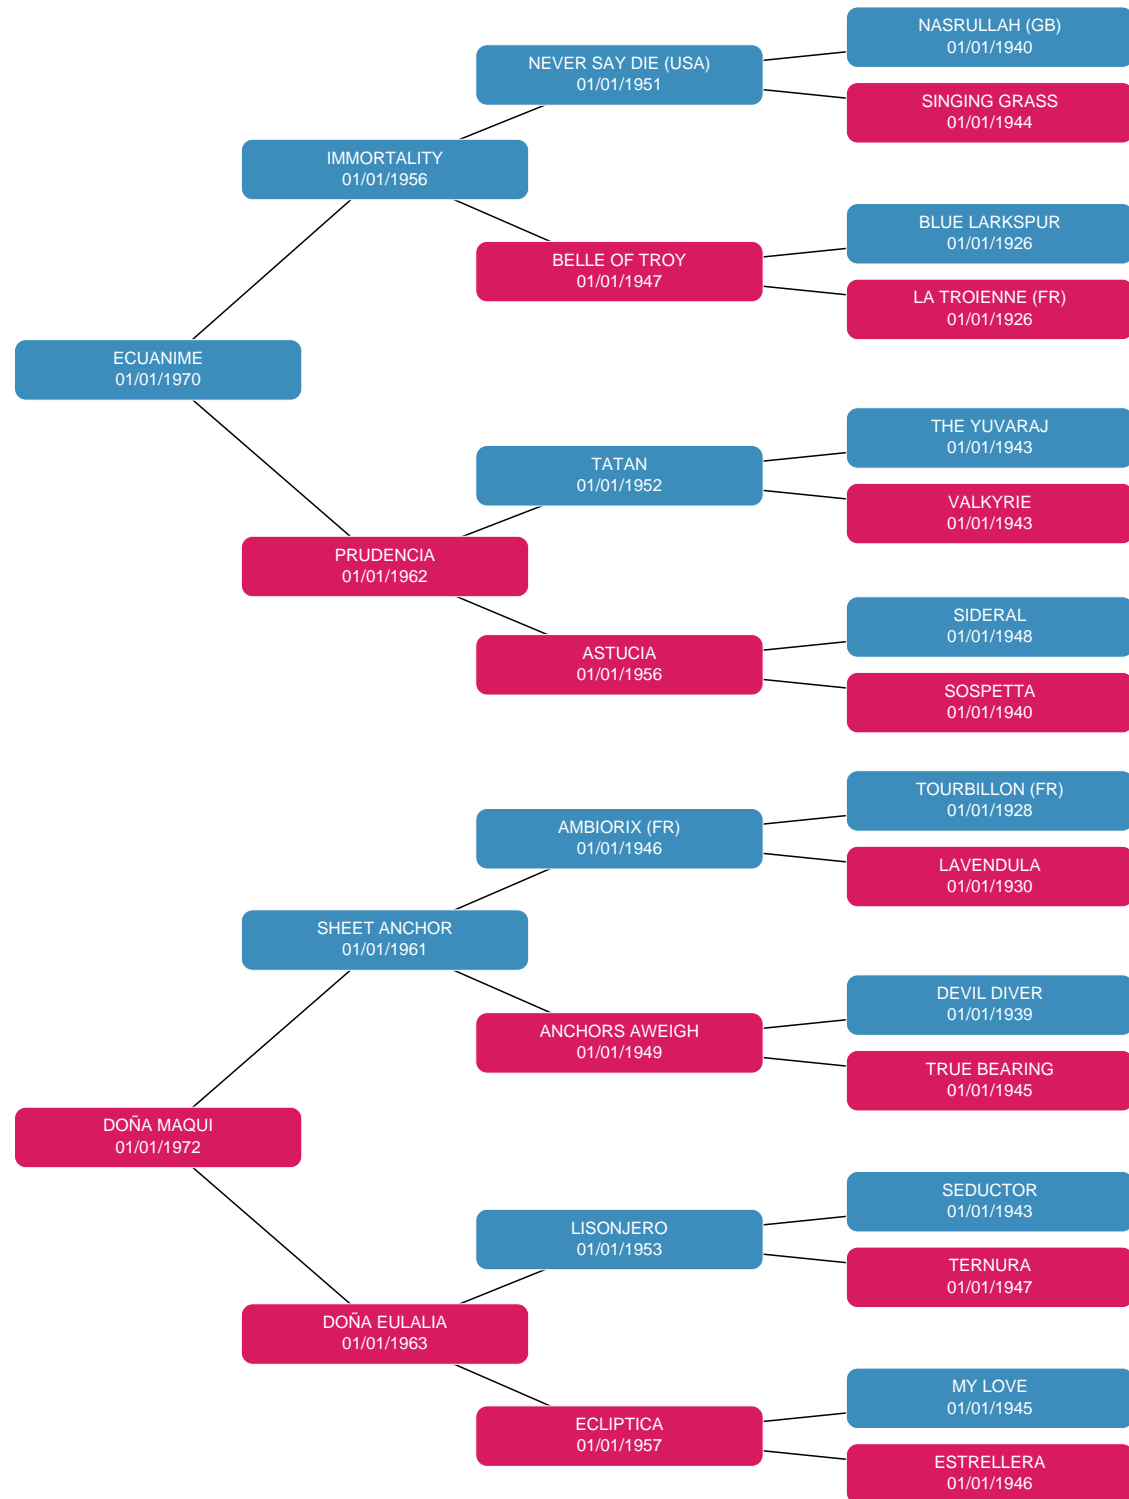 NASRULLAH (GB)
01/01/1940
NEVER SAY DIE (USA)
01/01/1951
SINGING GRASS
01/01/1944
IMMORTALITY
01/01/1956
BLUE LARKSPUR
01/01/1926
BELLE OF TROY
01/01/1947
LA TROIENNE (FR)
01/01/1926
ECUANIME
01/01/1970
THE YUVARAJ
01/01/1943
TATAN
01/01/1952
VALKYRIE
01/01/1943
PRUDENCIA
01/01/1962
SIDERAL
01/01/1948
ASTUCIA
01/01/1956
SOSPETTA
01/01/1940
TOURBILLON (FR)
01/01/1928
AMBIORIX (FR)
01/01/1946
LAVENDULA
01/01/1930
SHEET ANCHOR
01/01/1961
DEVIL DIVER
01/01/1939
ANCHORS AWEIGH
01/01/1949
TRUE BEARING
01/01/1945
DOÑA MAQUI
01/01/1972
SEDUCTOR
01/01/1943
LISONJERO
01/01/1953
TERNURA
01/01/1947
DOÑA EULALIA
01/01/1963
MY LOVE
01/01/1945
ECLIPTICA
01/01/1957
ESTRELLERA
01/01/1946